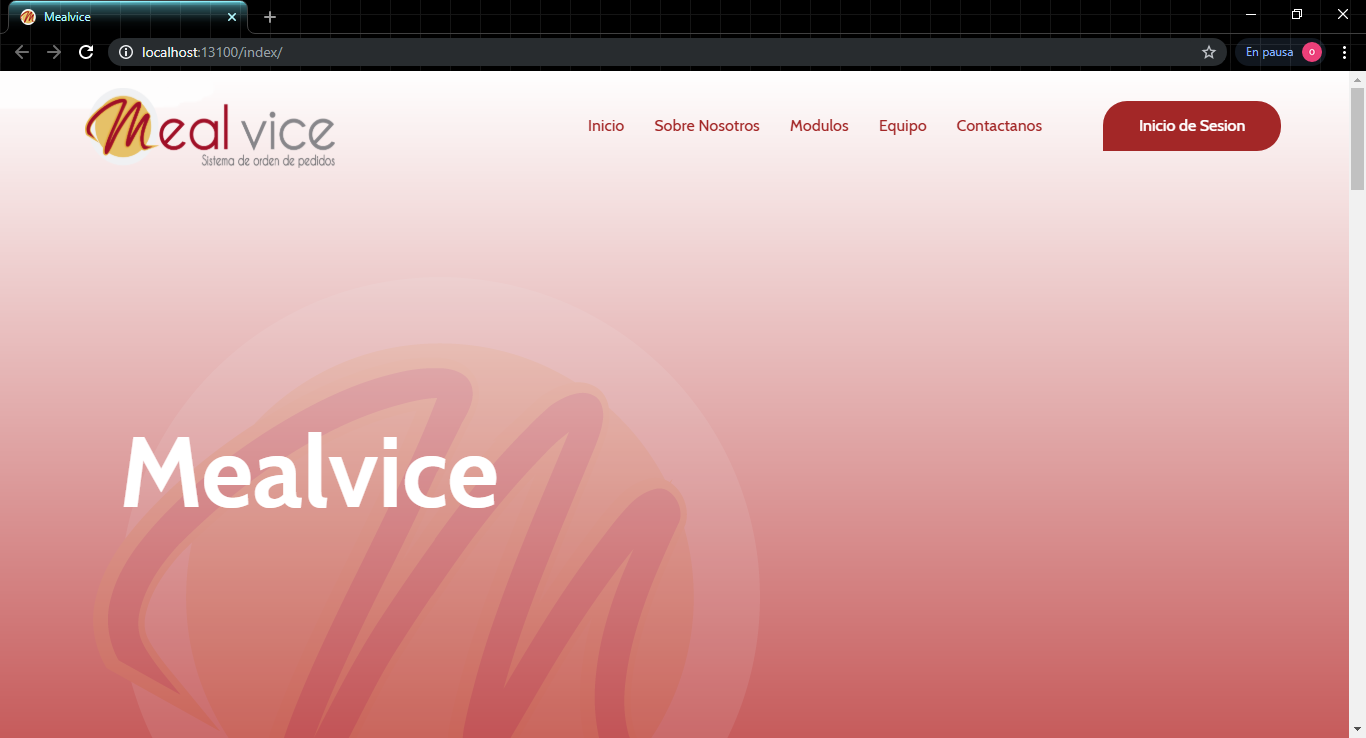 Mealvice
localhost:13100/index/
En pausa
o
Meal vice
Sistema de orden de pedidos
Inicio
Sobre Nosotros
Modulos
Equipo
Contactanos
Inicio de Sesion
Mealvice